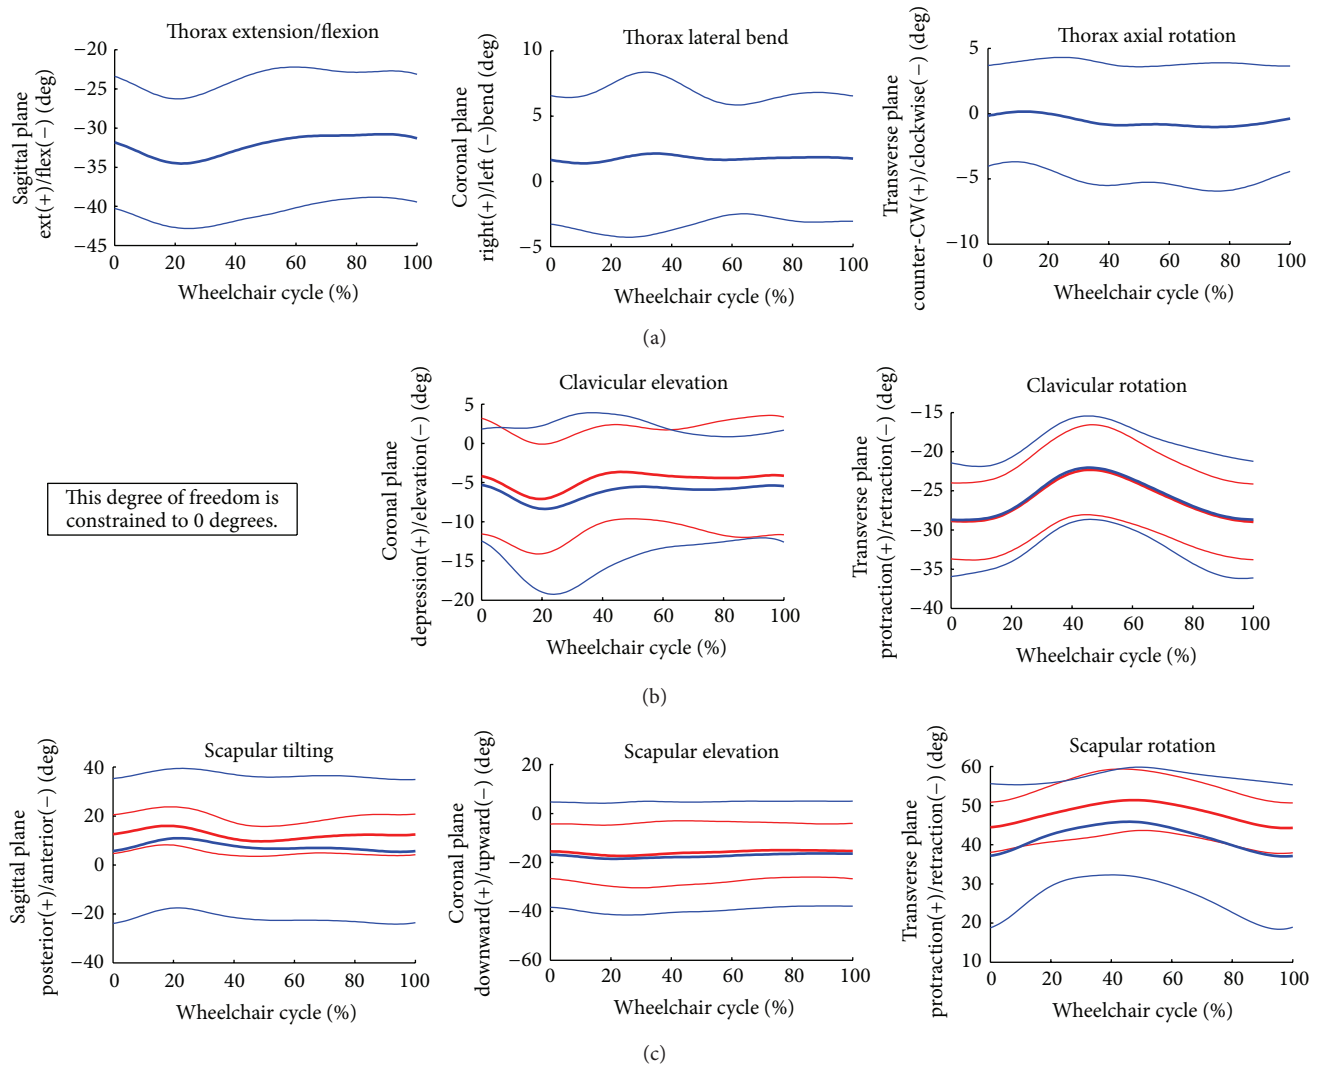 Thorax extension/flexion
Sagittal plane
ext(+)/flex(−) (deg)
−20
−25
−30
−35
−40
−45
0 20 40 60 80 100
Wheelchair cycle (%)
Thorax lateral bend
Coronal plane
right(+)/left (−)bend (deg)
10
5
0
−5
0 20 40 60 80 100
Wheelchair cycle (%)
Thorax axial rotation
Transverse plane
counter-CW(+)/clockwise(−) (deg)
5
0
−5
−10
0 20 40 60 80 100
Wheelchair cycle (%)
(a)
This degree of freedom is
constrained to 0 degrees.
Clavicular elevation
Coronal plane
depression(+)/elevation(−) (deg)
5
0
−5
−10
−15
−20
0 20 40 60 80 100
Wheelchair cycle (%)
Clavicular rotation
Transverse plane
protraction(+)/retraction(−) (deg)
−15
−20
−25
−30
−35
−40
0 20 40 60 80 100
Wheelchair cycle (%)
(b)
Scapular tilting
Sagittal plane
posterior(+)/anterior(−) (deg)
40
20
0
−20
−40
0 20 40 60 80 100
Wheelchair cycle (%)
Scapular elevation
Coronal plane
downward(+)/upward(−) (deg)
20
0
−20
−40
−60
0 20 40 60 80 100
Wheelchair cycle (%)
Scapular rotation
Transverse plane
protraction(+)/retraction(−) (deg)
60
50
40
30
20
10
0 20 40 60 80 100
Wheelchair cycle (%)
(c)